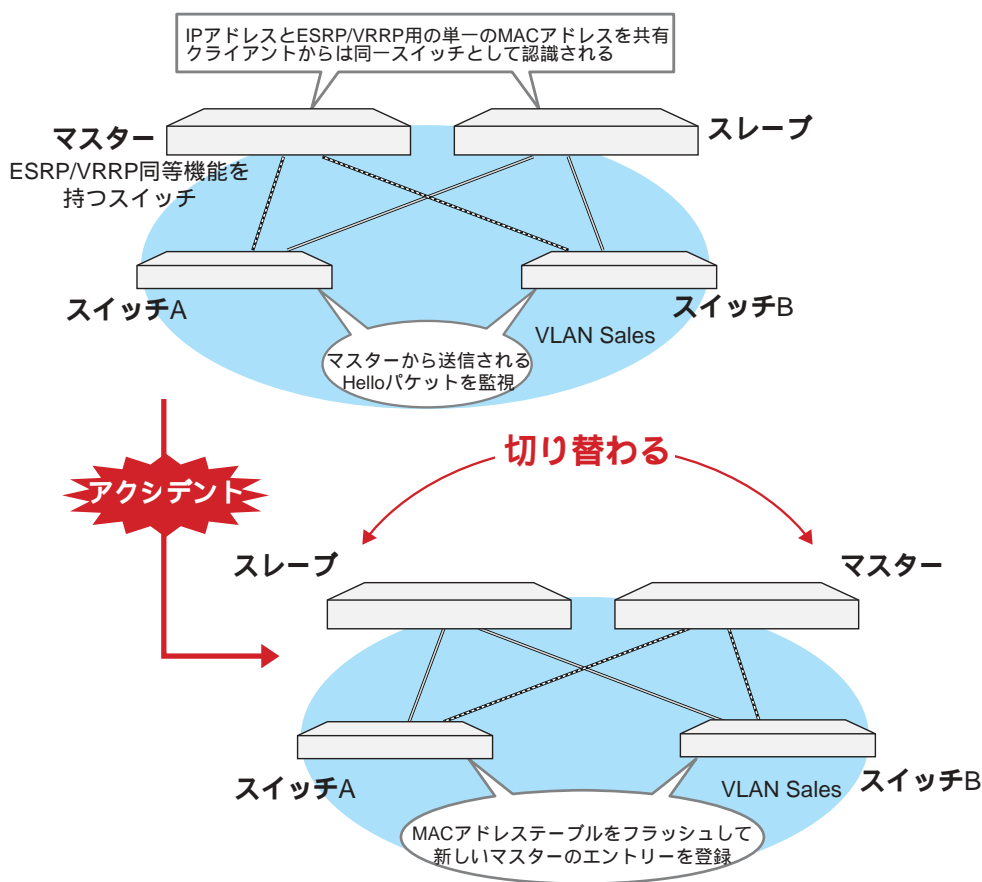 IPアドレスとESRP/VRRP用の単一のMACアドレスを共有
クライアントからは同一スイッチとして認識される
マスター
スレーブ
ESRP/VRRP同等機能を
持つスイッチ
スイッチA
スイッチB
VLAN Sales
マスターから送信される
Helloパケットを監視
切り替わる
アクシデント
スレーブ
マスター
スイッチA
VLAN Sales
スイッチB
MACアドレステーブルをフラッシュして
新しいマスターのエントリーを登録